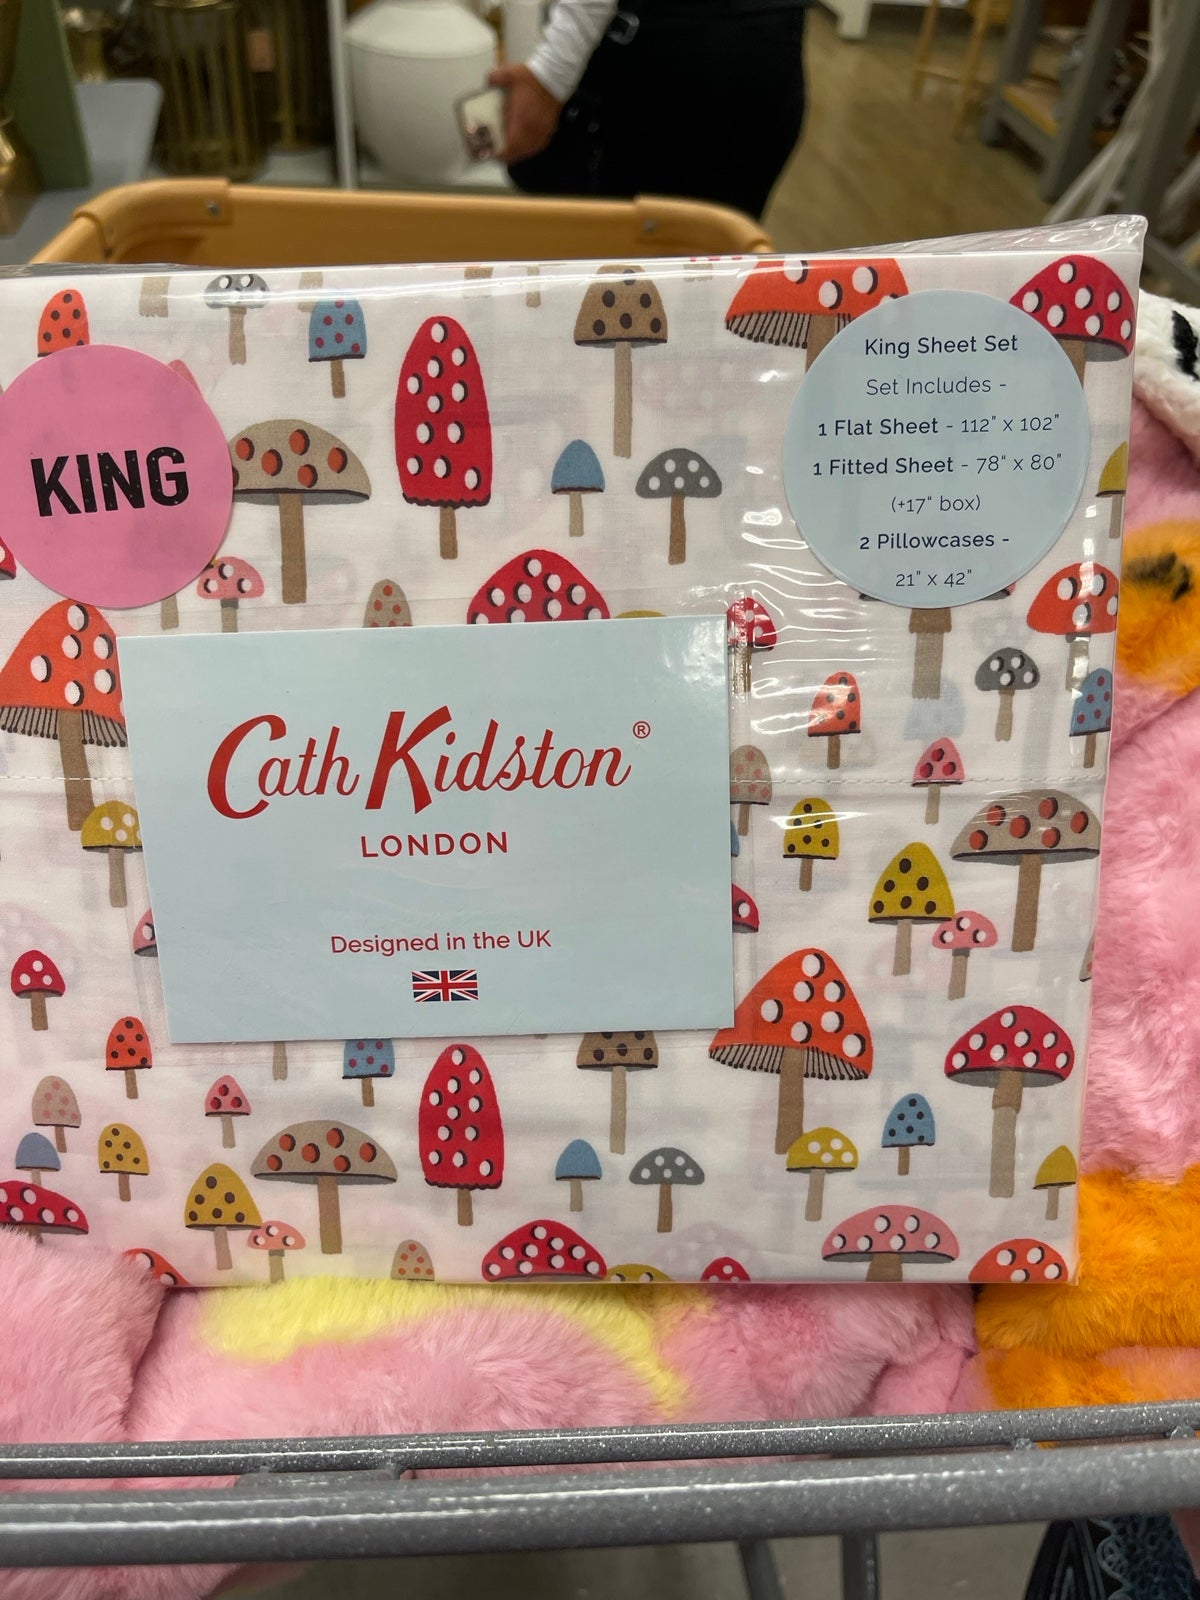 KING
King Sheet Set
Set Includes -
1 Flat Sheet - 112" x 102"
1 Fitted Sheet - 78" x 80"
(+17" box)
2 Pillowcases -
21" x 42"
Cath Kidston®
LONDON
Designed in the UK